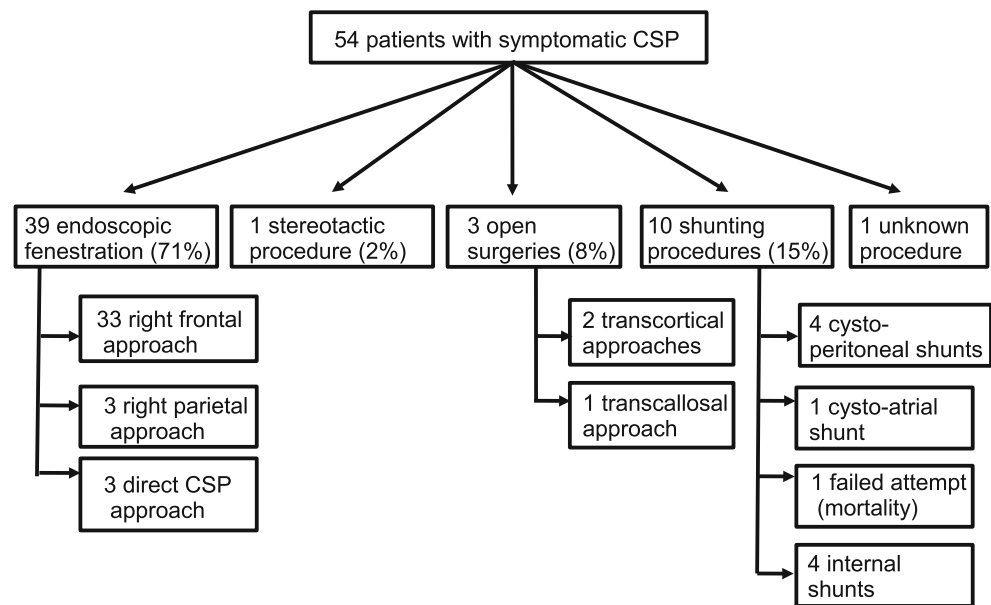 54 patients with symptomatic CSP
39 endoscopic
fenestration (71%)
1 stereotactic
procedure (2%)
3 open
surgeries (8%)
10 shunting
procedures (15%)
1 unknown
procedure
33 right frontal
approach
3 right parietal
approach
3 direct CSP
approach
2 transcortical
approaches
1 transcallosal
approach
4 cysto-
peritoneal shunts
1 cysto-atrial
shunt
1 failed attempt
(mortality)
4 internal
shunts